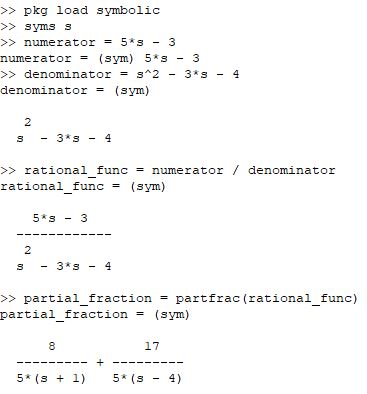 >> pkg load symbolic
>> syms s
>> numerator = 5*s - 3
numerator = (sym) 5*s - 3
>> denominator = s^2 - 3*s - 4
denominator = (sym)
2
s - 3*s - 4
>> rational_func = numerator / denominator
rational_func = (sym)
5*s - 3
------------
2
s - 3*s - 4
>> partial_fraction = partfrac(rational_func)
partial_fraction = (sym)
8 17
--------- + ---------
5*(s + 1) 5*(s - 4)